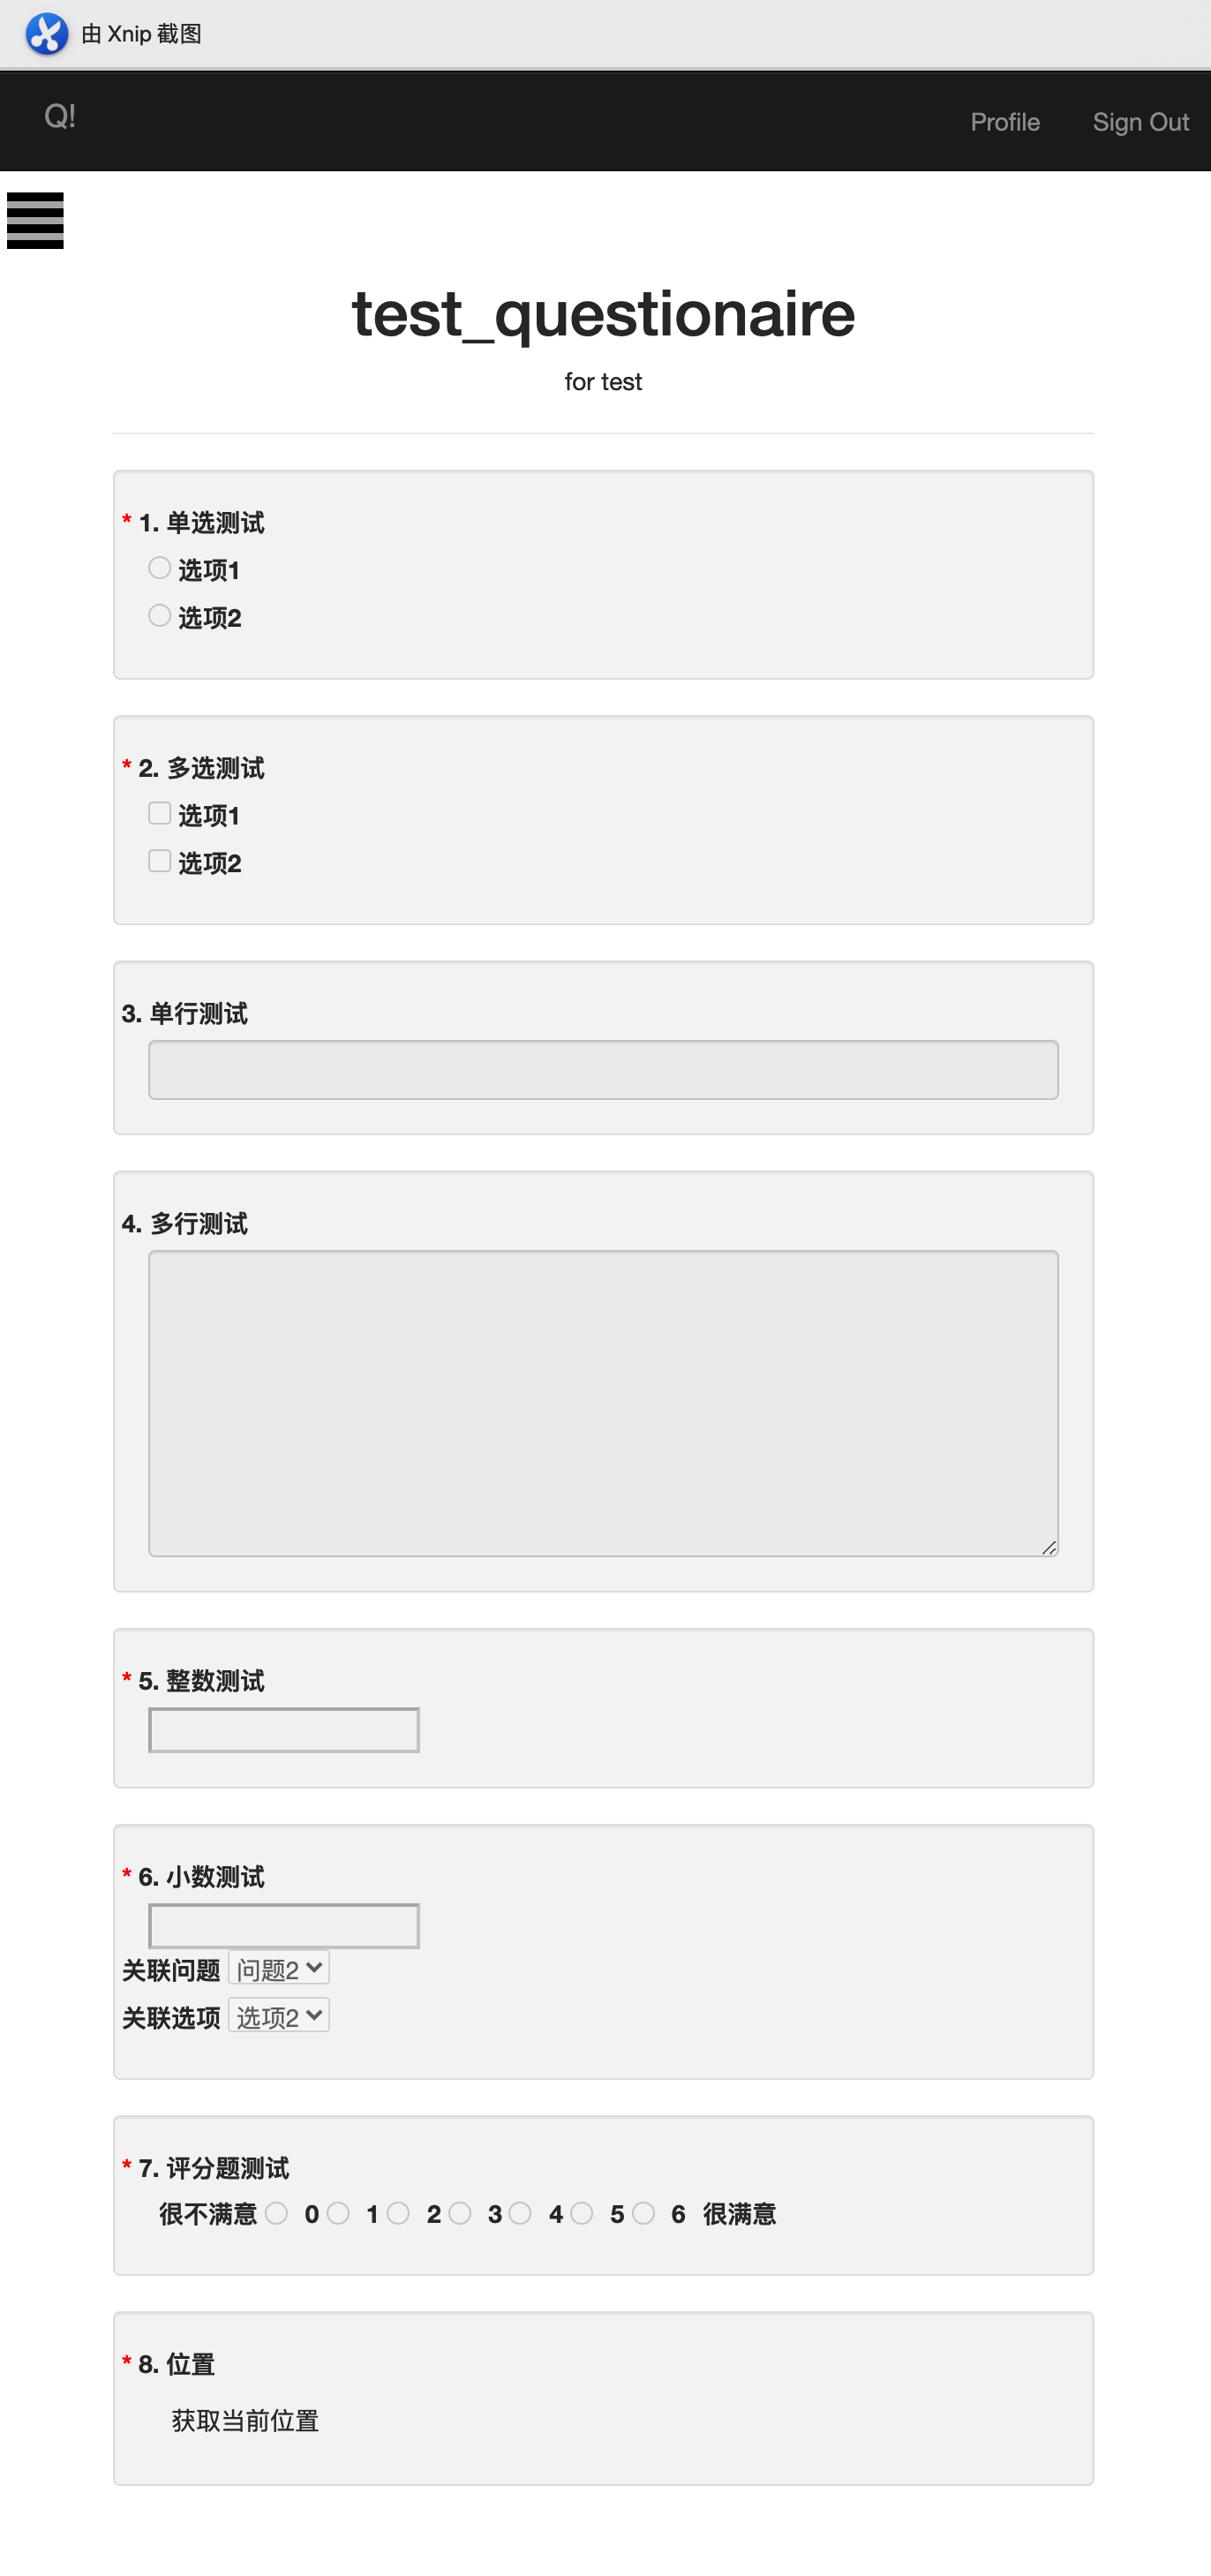 由 Xnip 截图
Q!
Profile Sign Out
test_questionaire
for test
* 1. 单选测试
选项1
选项2
* 2. 多选测试
选项1
选项2
3. 单行测试
4. 多行测试
* 5. 整数测试
* 6. 小数测试
关联问题 问题2
关联选项 选项2
* 7. 评分题测试
很不满意 0 1 2 3 4 5 6 很满意
* 8. 位置
获取当前位置